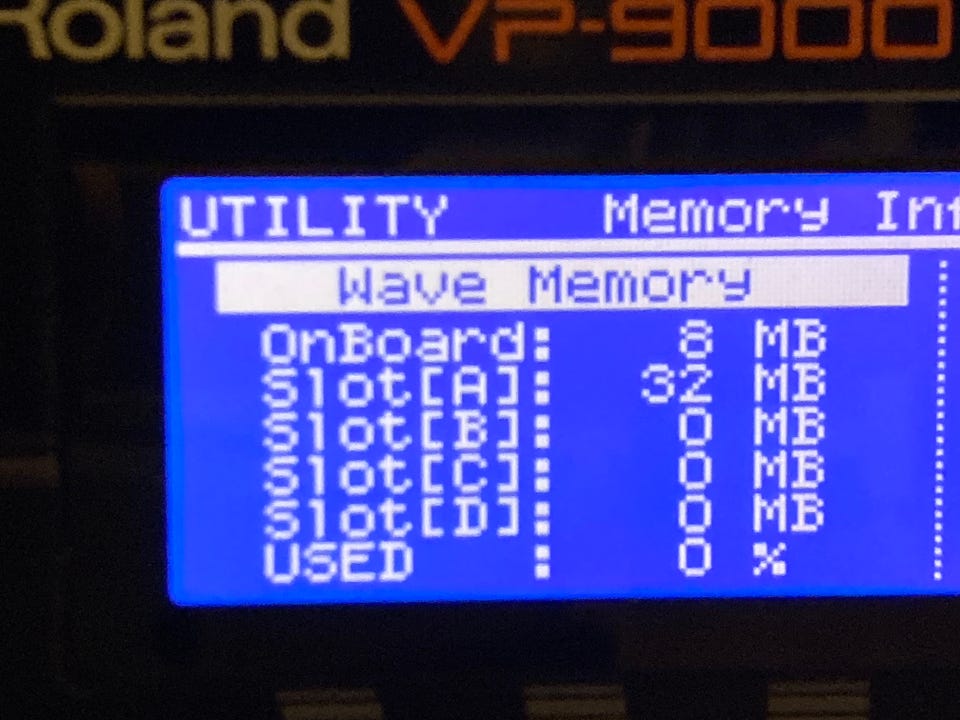 Roland VP-9000
UTILITY Memory Inf
Wave Memory
OnBoard: 8 MB
Slot[A]: 32 MB
Slot[B]: 0 MB
Slot[C]: 0 MB
Slot[D]: 0 MB
USED : 0 %